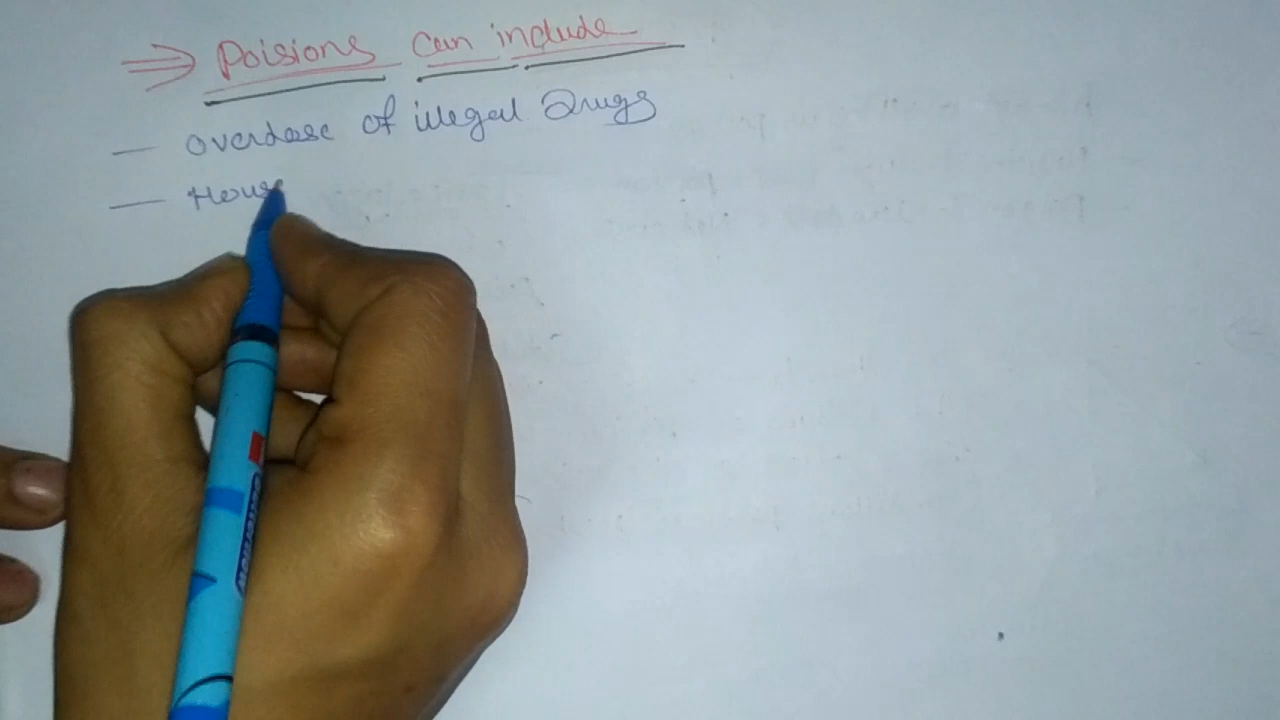 ⇒ Poisions can include
— overdose of illegal Drugs
— Hous